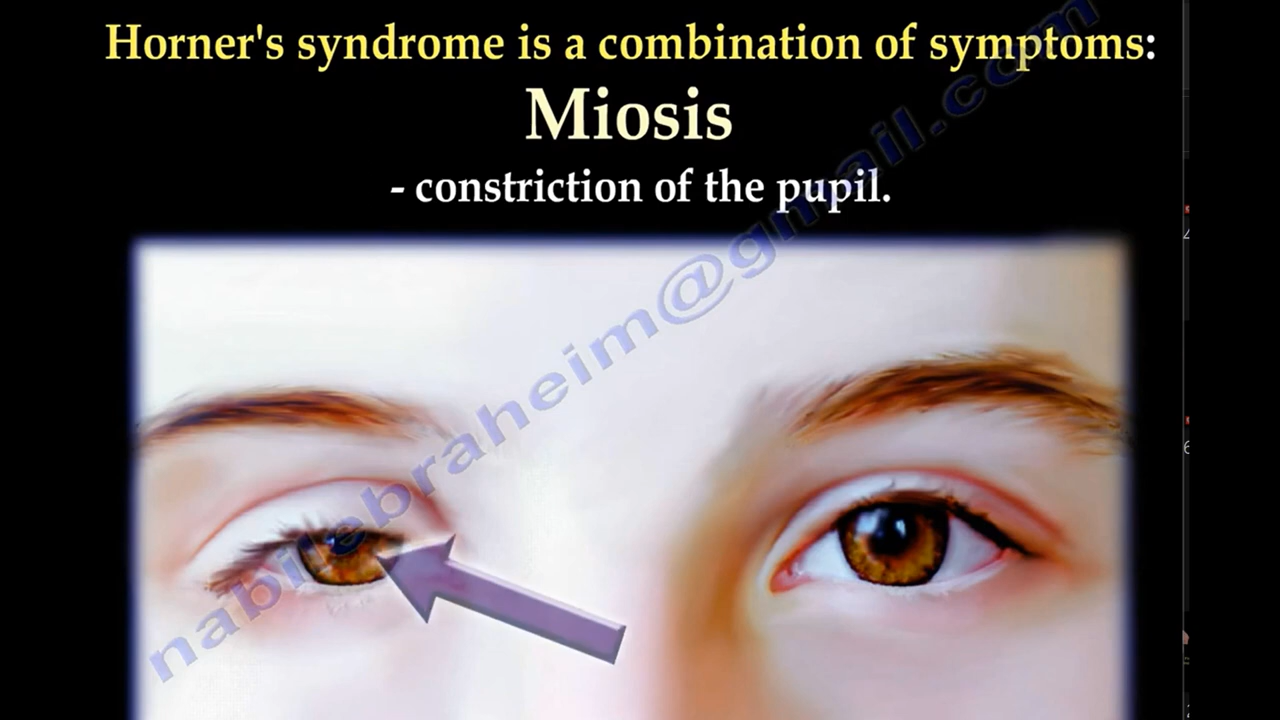 Horner's syndrome is a combination of symptoms:
Miosis
- constriction of the pupil.
nabilebraheim@gmail.com